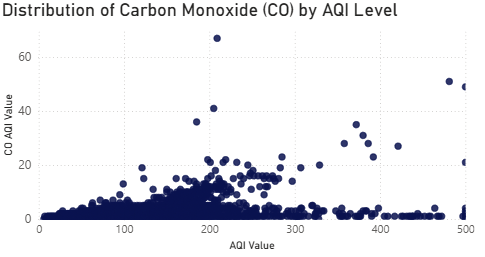 Distribution of Carbon Monoxide (CO) by AQI Level
CO AQI Value
60
40
20
0
0 100 200 300 400 500
AQI Value